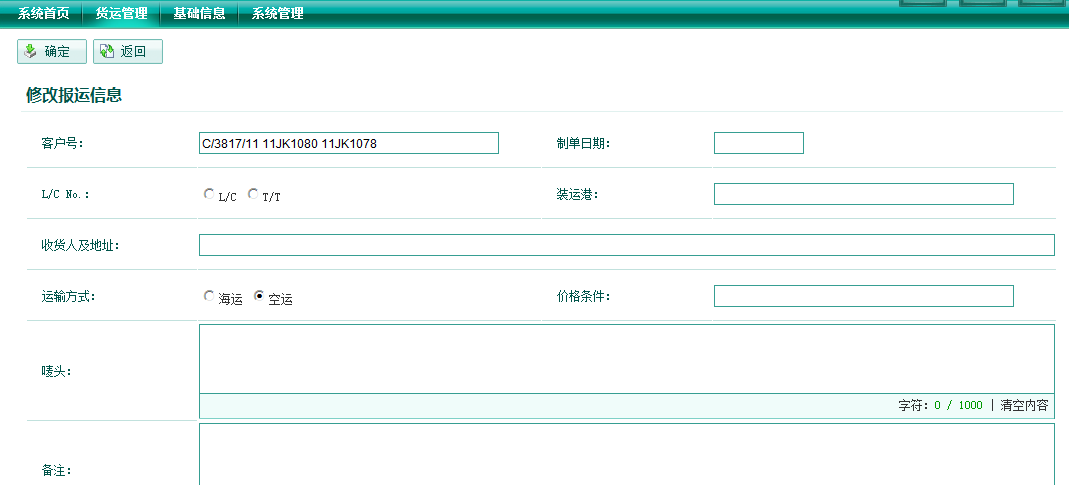 系统首页 货运管理 基础信息 系统管理
确定 返回
修改报运信息
客户号： C/3817/11 11JK1080 11JK1078 制单日期：
L/C No.： L/C T/T 装运港：
收货人及地址：
运输方式： 海运 空运 价格条件：
唛头：
字符：0 / 1000 | 清空内容
备注：